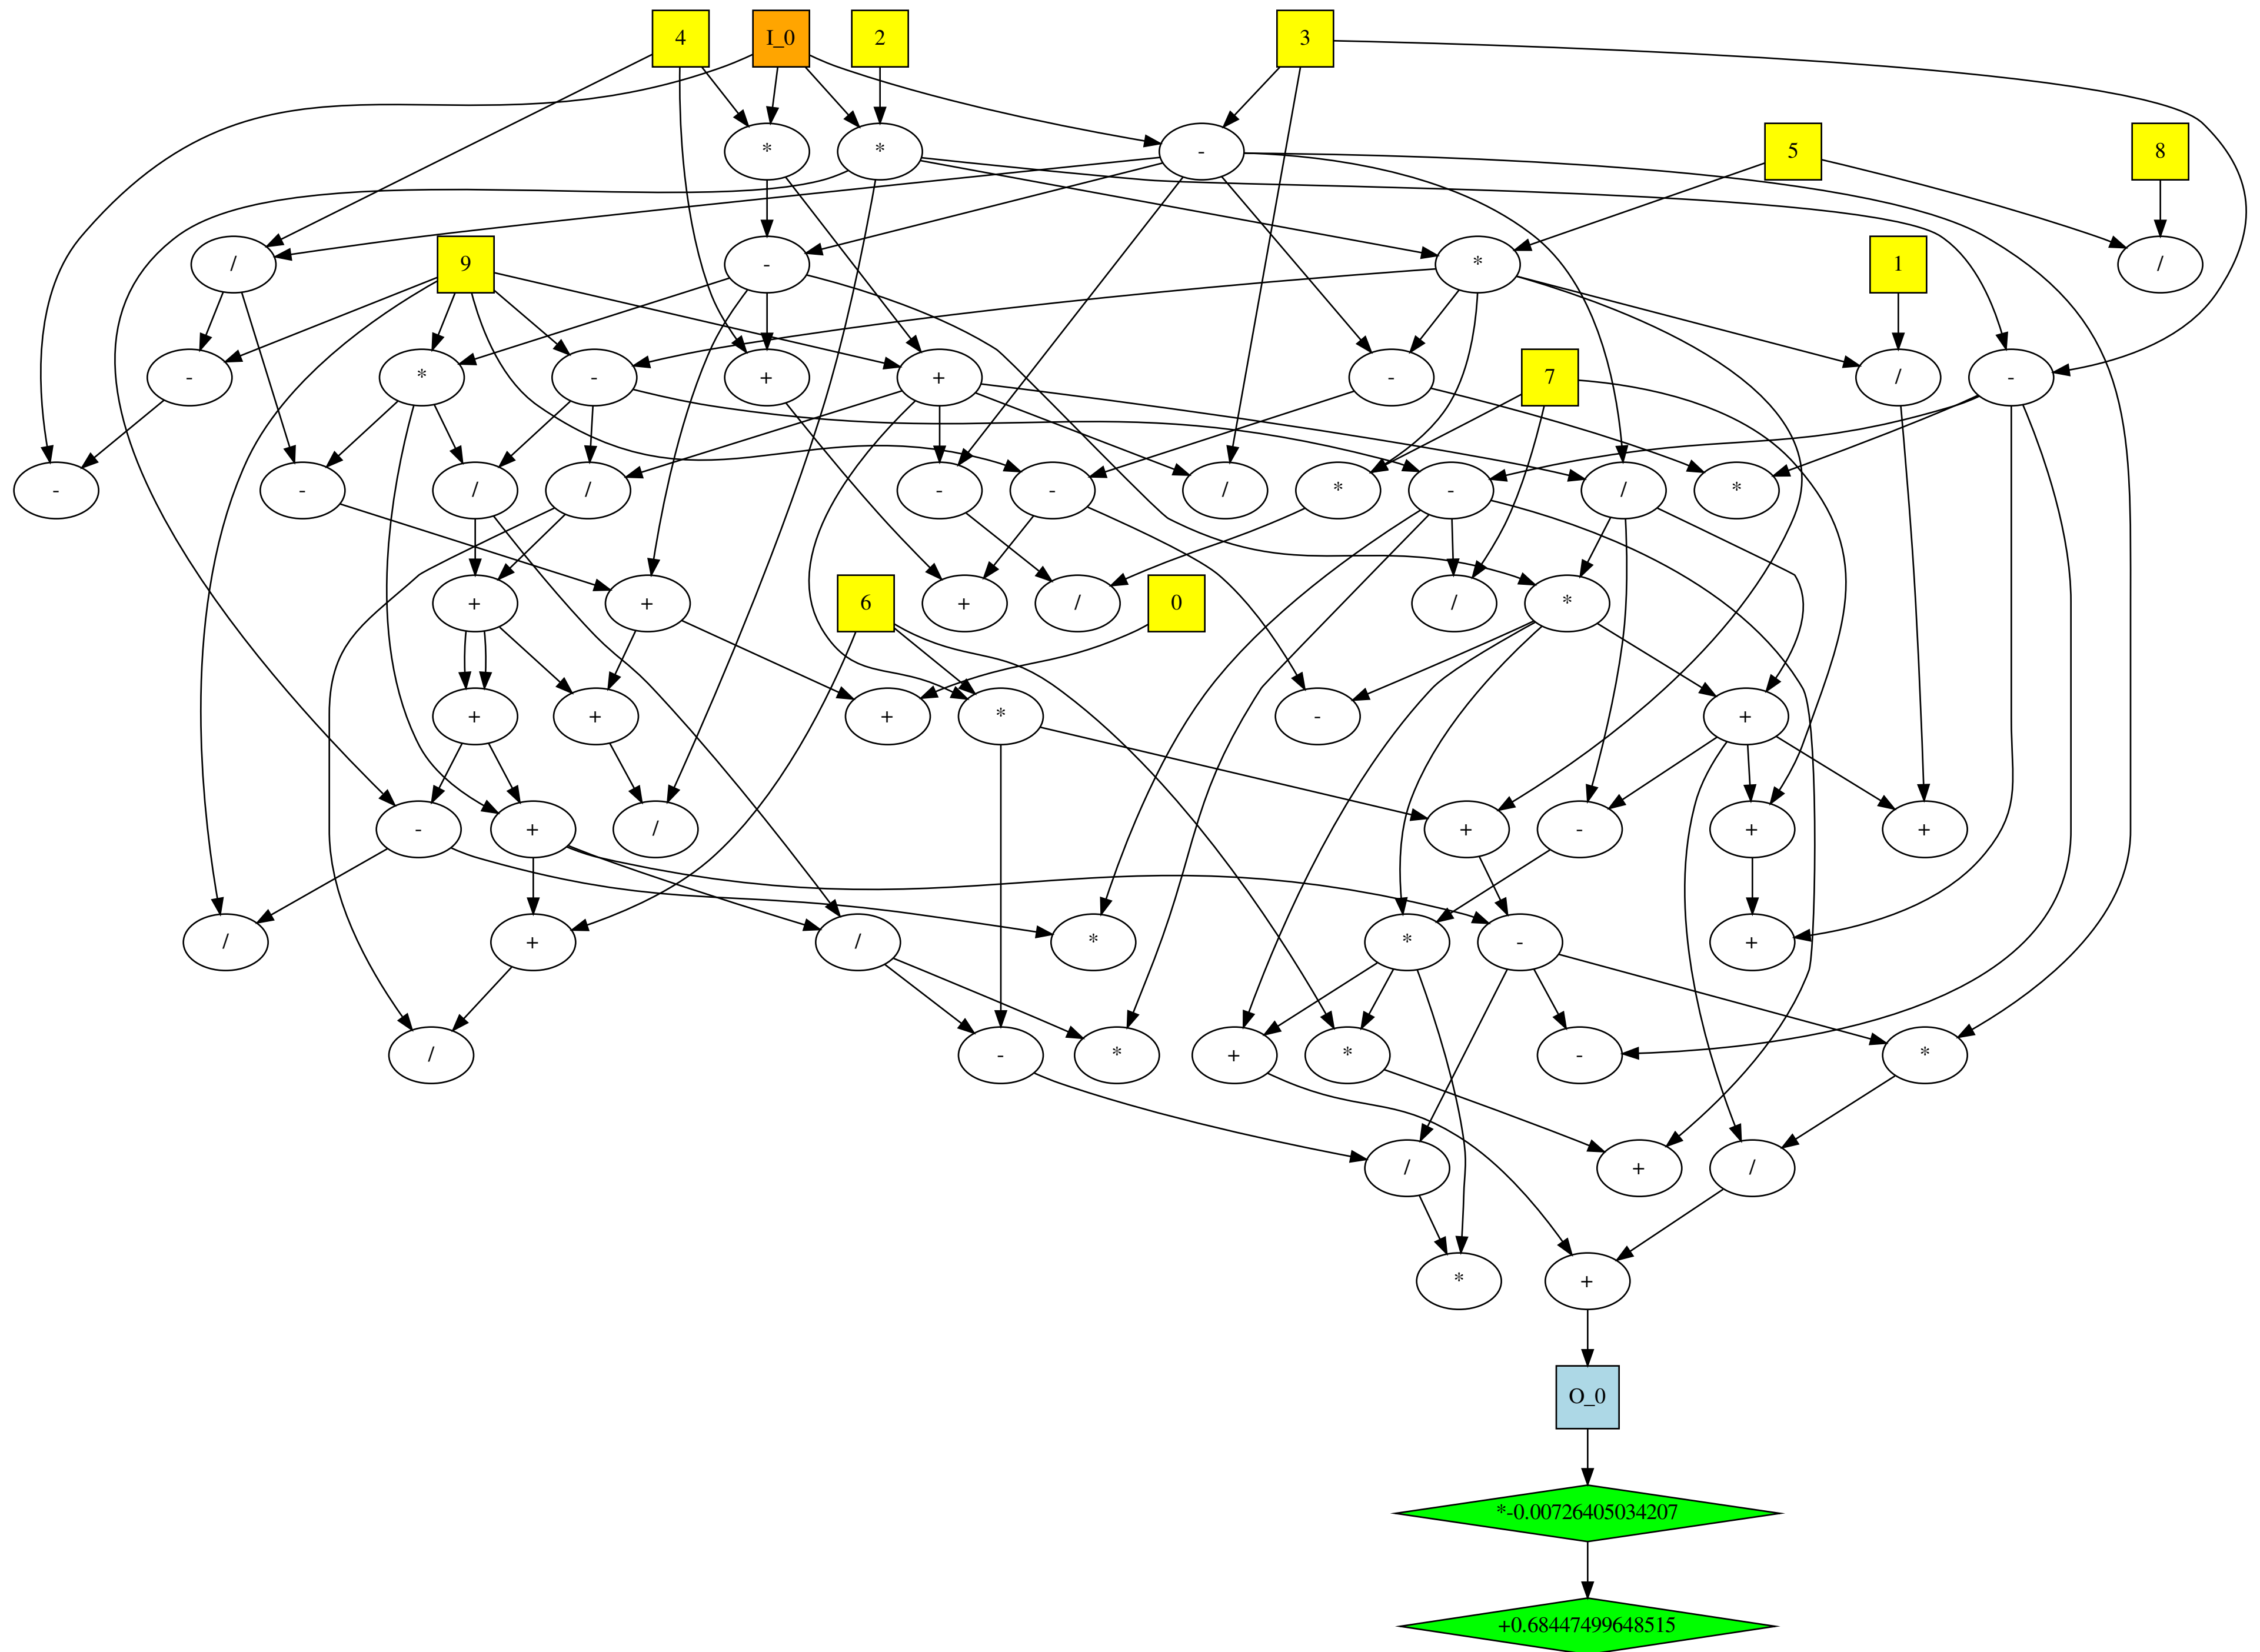 4 I_0 2 3
* * - 5 8
/ 9 - * 1 /
- * - + + - 7 / -
- - / / - - / * - / *
+ + 6 + / 0 / *
+ + + * - +
- + / + - + +
/ + / * * - +
/ - * + * - *
/ + /
* +
O_0
*-0.00726405034207
+0.68447499648515